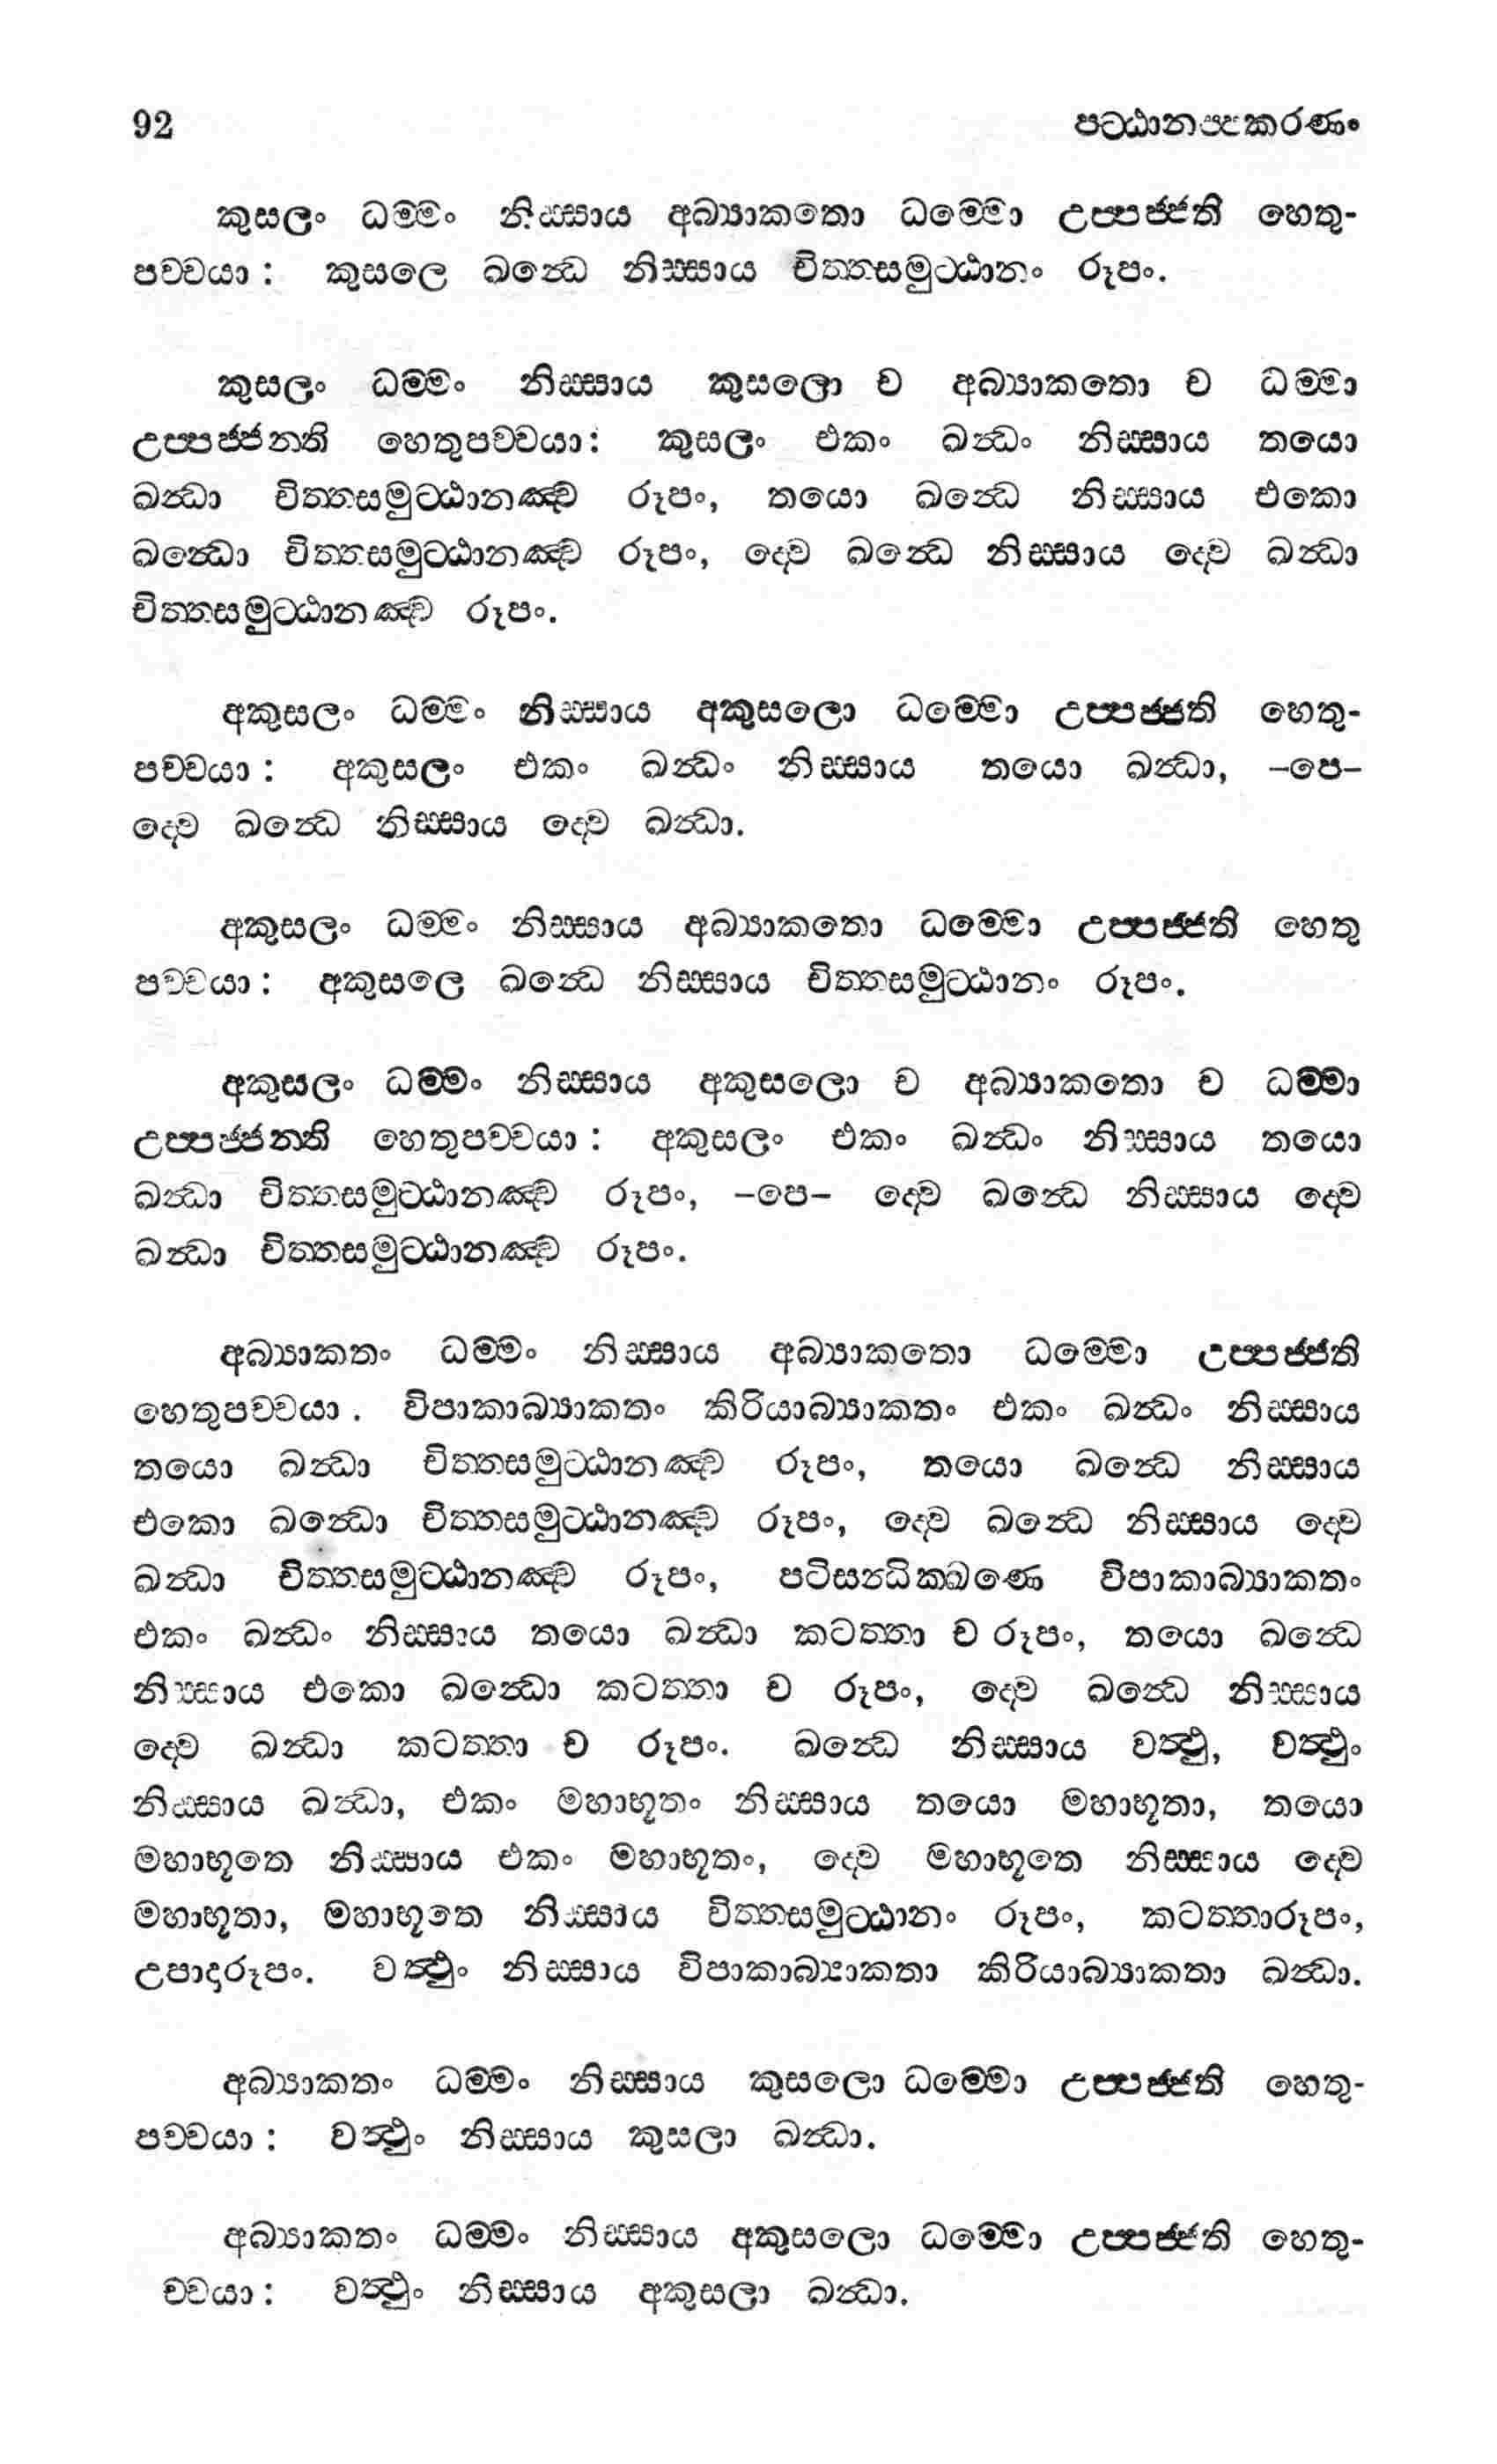 92 පට්ඨානප්පකරණං
කුසලං ධම්මං නිස්සාය අබ්‍යාකතො ධම්මො උප්පජ්ජති හෙතු-
පච්චයා : කුසලෙ ඛන්ධෙ නිස්සාය චිත්තසමුට්ඨානං රූපං.
කුසලං ධම්මං නිස්සාය කුසලො ච අබ්‍යාකතො ච ධම්මා
උප්පජ්ජන්ති හෙතුපච්චයා : කුසලං එකං ඛන්ධං නිස්සාය තයො
ඛන්ධා චිත්තසමුට්ඨානඤ්ච රූපං, තයො ඛන්ධෙ නිස්සාය එකො
ඛන්ධො චිත්තසමුට්ඨානඤ්ච රූපං, ද්වෙ ඛන්ධෙ නිස්සාය ද්වෙ ඛන්ධා
චිත්තසමුට්ඨානඤ්ච රූපං.
අකුසලං ධම්මං නිස්සාය අකුසලො ධම්මො උප්පජ්ජති හෙතු-
පච්චයා : අකුසලං එකං ඛන්ධං නිස්සාය තයො ඛන්ධා, –පෙ–
ද්වෙ ඛන්ධෙ නිස්සාය ද්වෙ ඛන්ධා.
අකුසලං ධම්මං නිස්සාය අබ්‍යාකතො ධම්මො උප්පජ්ජති හෙතු
පච්චයා : අකුසලෙ ඛන්ධෙ නිස්සාය චිත්තසමුට්ඨානං රූපං.
අකුසලං ධම්මං නිස්සාය අකුසලො ච අබ්‍යාකතො ච ධම්මා
උප්පජ්ජන්ති හෙතුපච්චයා : අකුසලං එකං ඛන්ධං නිස්සාය තයො
ඛන්ධා චිත්තසමුට්ඨානඤ්ච රූපං, –පෙ– ද්වෙ ඛන්ධෙ නිස්සාය ද්වෙ
ඛන්ධා චිත්තසමුට්ඨානඤ්ච රූපං.
අබ්‍යාකතං ධම්මං නිස්සාය අබ්‍යාකතො ධම්මො උප්පජ්ජති
හෙතුපච්චයා . විපාකාබ්‍යාකතං කිරියාබ්‍යාකතං එකං ඛන්ධං නිස්සාය
තයො ඛන්ධා චිත්තසමුට්ඨානඤ්ච රූපං, තයො ඛන්ධෙ නිස්සාය
එකො ඛන්ධො චිත්තසමුට්ඨානඤ්ච රූපං, ද්වෙ ඛන්ධෙ නිස්සාය ද්වෙ
ඛන්ධා චිත්තසමුට්ඨානඤ්ච රූපං, පටිසන්ධික්ඛණෙ විපාකාබ්‍යාකතං
එකං ඛන්ධං නිස්සාය තයො ඛන්ධා කටත්තා ච රූපං, තයො ඛන්ධෙ
නිස්සාය එකො ඛන්ධො කටත්තා ච රූපං, ද්වෙ ඛන්ධෙ නිස්සාය
ද්වෙ ඛන්ධා කටත්තා ච රූපං. ඛන්ධෙ නිස්සාය වත්ථු, වත්ථුං
නිස්සාය ඛන්ධා, එකං මහාභූතං නිස්සාය තයො මහාභූතා, තයො
මහාභූතෙ නිස්සාය එකං මහාභූතං, ද්වෙ මහාභූතෙ නිස්සාය ද්වෙ
මහාභූතා, මහාභූතෙ නිස්සාය චිත්තසමුට්ඨානං රූපං, කටත්තාරූපං,
උපාදාරූපං. වත්ථුං නිස්සාය විපාකාබ්‍යාකතා කිරියාබ්‍යාකතා ඛන්ධා.
අබ්‍යාකතං ධම්මං නිස්සාය කුසලො ධම්මො උප්පජ්ජති හෙතු-
පච්චයා : වත්ථුං නිස්සාය කුසලා ඛන්ධා.
අබ්‍යාකතං ධම්මං නිස්සාය අකුසලො ධම්මො උප්පජ්ජති හෙතු-
ච්චයා : වත්ථුං නිස්සාය අකුසලා ඛන්ධා.